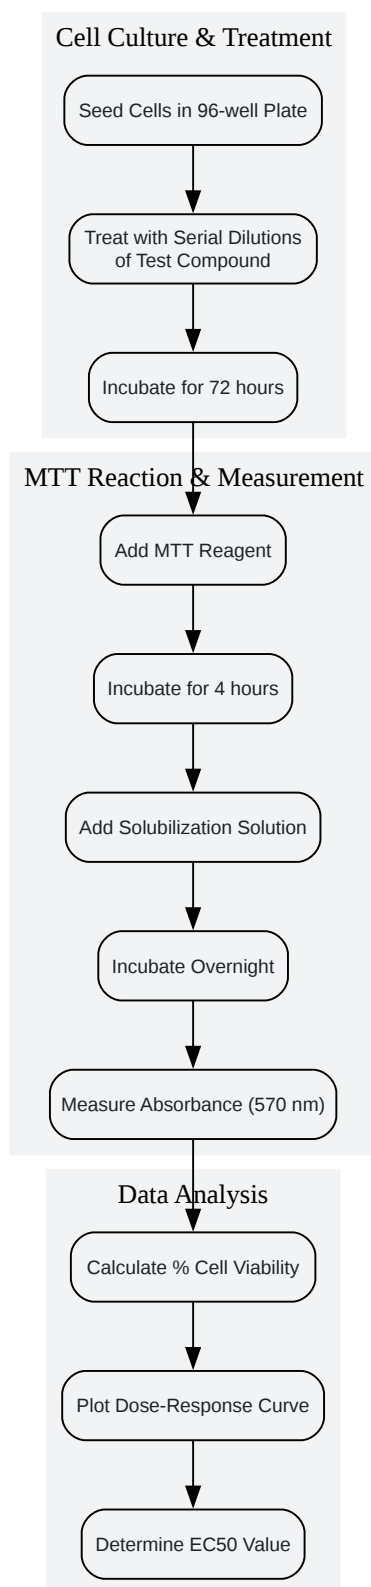 Cell Culture & Treatment
Seed Cells in 96-well Plate
Treat with Serial Dilutions
of Test Compound
Incubate for 72 hours
MTT Reaction & Measurement
Add MTT Reagent
Incubate for 4 hours
Add Solubilization Solution
Incubate Overnight
Measure Absorbance (570 nm)
Data Analysis
Calculate % Cell Viability
Plot Dose-Response Curve
Determine EC50 Value